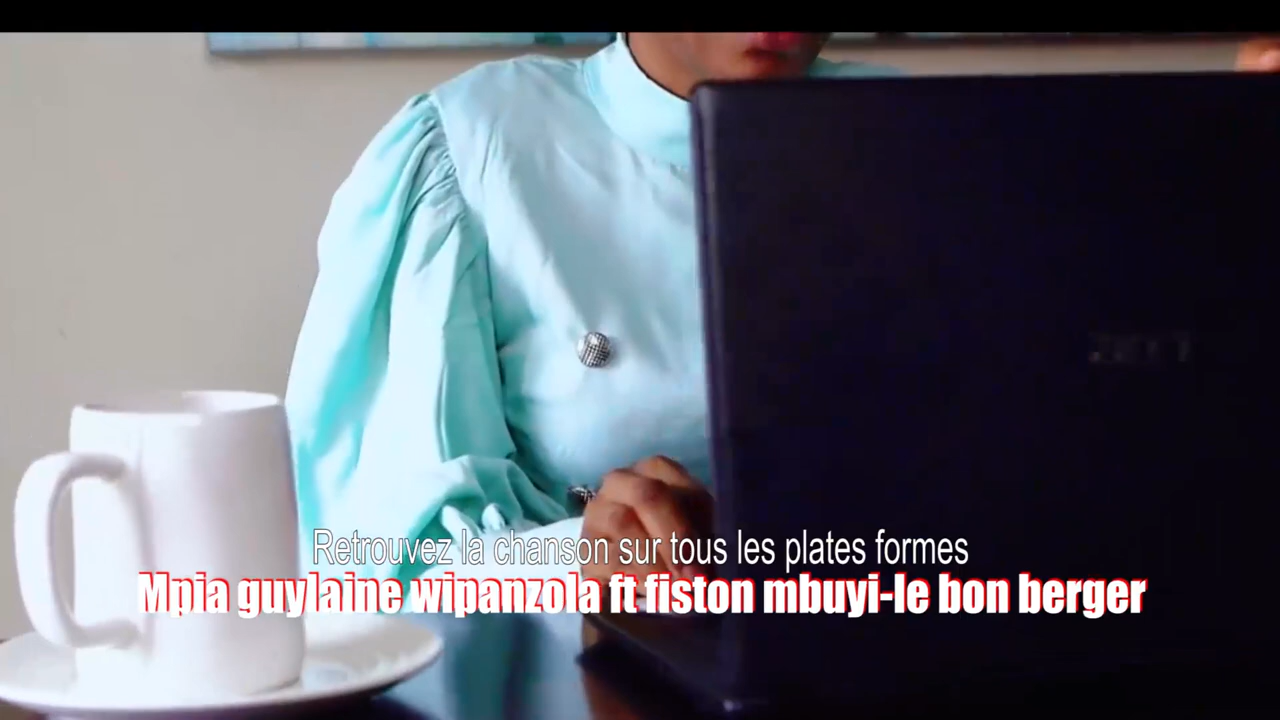 Retrouvez la chanson sur tous les plates formes
Mpia guylaine wipanzola ft fiston mbuyi-le bon berger